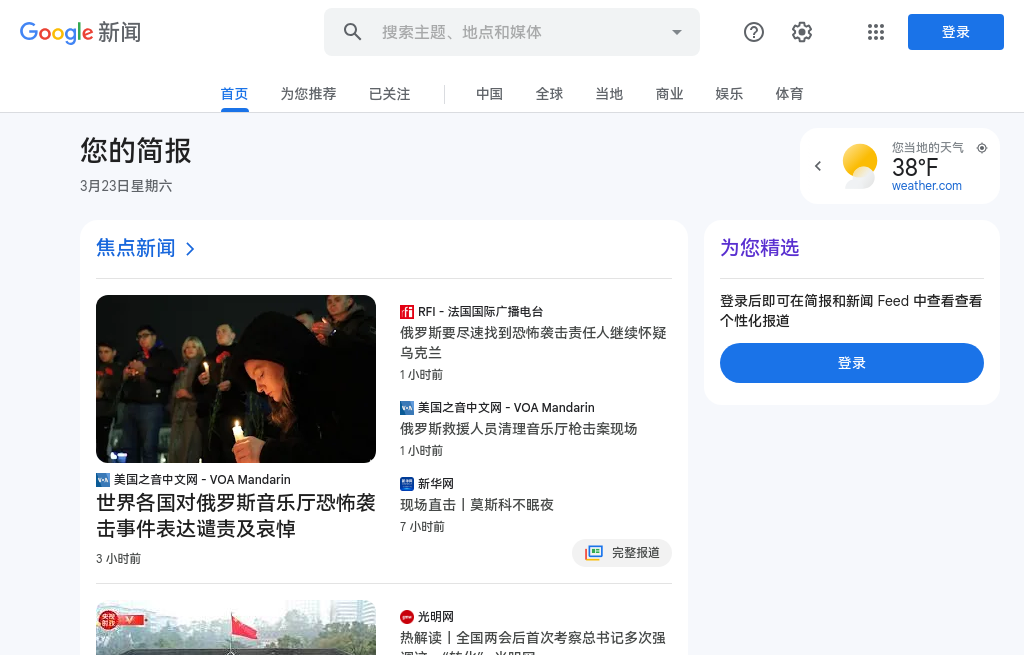 Google 新闻
搜索主题、地点和媒体
登录
首页 为您推荐 已关注 中国 全球 当地 商业 娱乐 体育
您的简报
3月23日星期六
您当地的天气
38°F
weather.com
焦点新闻
美国之音中文网 - VOA Mandarin
世界各国对俄罗斯音乐厅恐怖袭
击事件表达谴责及哀悼
3 小时前
RFI - 法国国际广播电台
俄罗斯要尽速找到恐怖袭击责任人继续怀疑
乌克兰
1 小时前
美国之音中文网 - VOA Mandarin
俄罗斯救援人员清理音乐厅枪击案现场
1 小时前
新华网
现场直击丨莫斯科不眠夜
7 小时前
完整报道
为您精选
登录后即可在简报和新闻 Feed 中查看查看
个性化报道
登录
央视
时政
光明网
热解读丨全国两会后首次考察总书记多次强